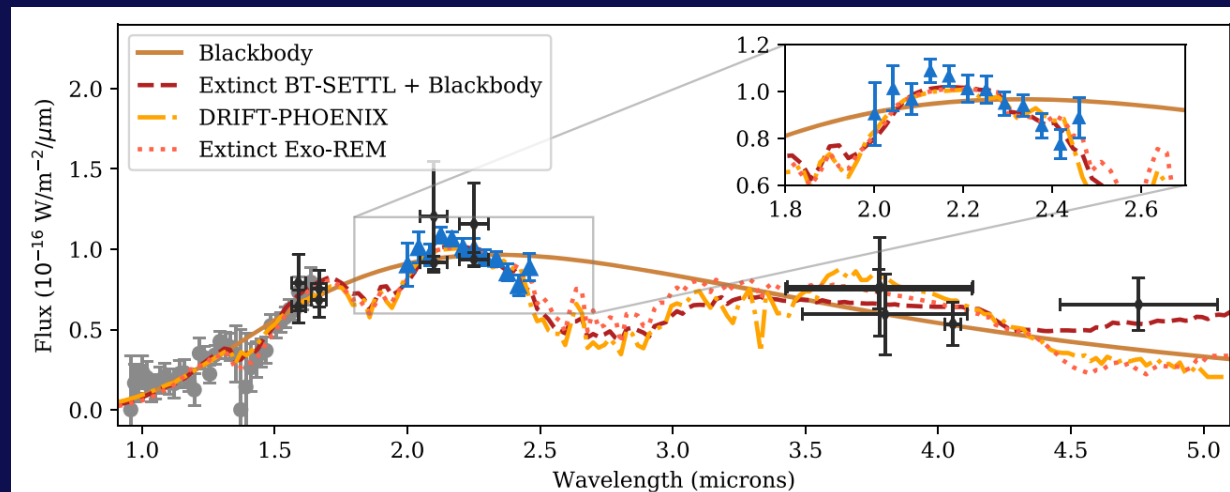 Blackbody
Extinct BT-SETTL + Blackbody
DRIFT-PHOENIX
Extinct Exo-REM
Flux (10⁻¹⁶ W/m⁻²/μm)
2.0
1.5
1.0
0.5
0.0
1.2
1.0
0.8
0.6
1.8 2.0 2.2 2.4 2.6
1.0 1.5 2.0 2.5 3.0 3.5 4.0 4.5 5.0
Wavelength (microns)